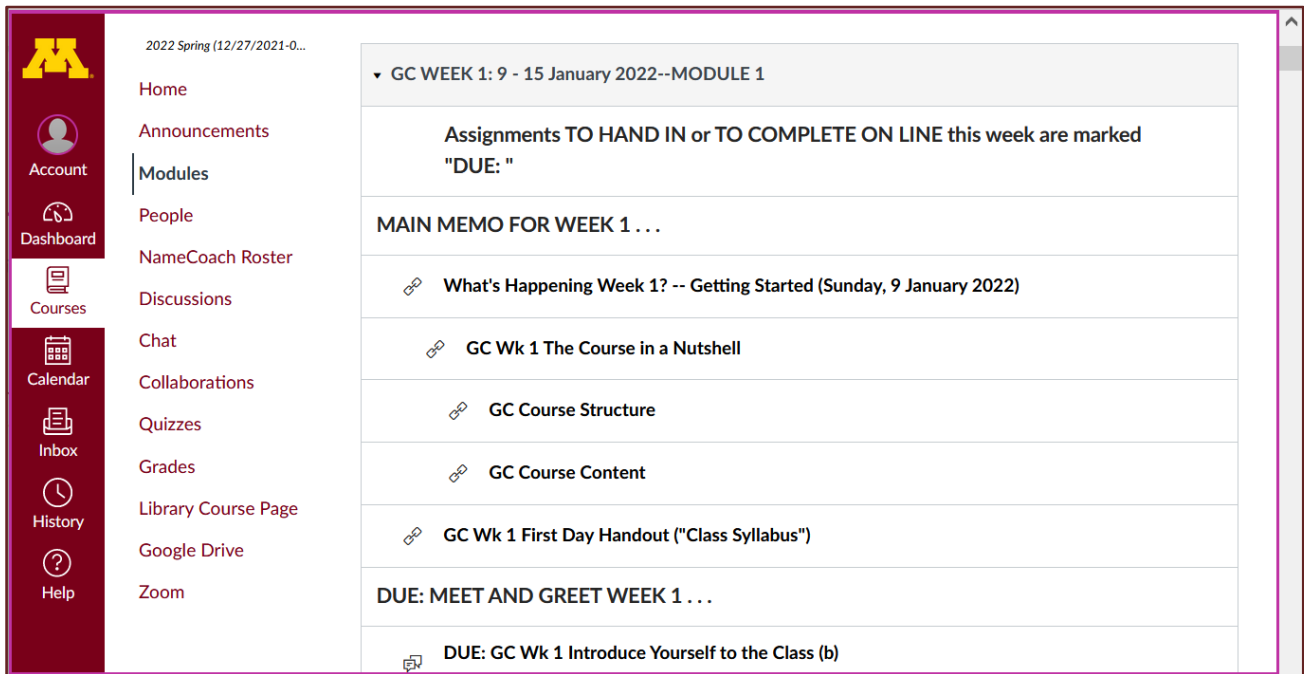 M
Account
Dashboard
Courses
Calendar
Inbox
History
Help
2022 Spring (12/27/2021-0...
Home
Announcements
Modules
People
NameCoach Roster
Discussions
Chat
Collaborations
Quizzes
Grades
Library Course Page
Google Drive
Zoom
GC WEEK 1: 9 - 15 January 2022--MODULE 1
Assignments TO HAND IN or TO COMPLETE ON LINE this week are marked
"DUE: "
MAIN MEMO FOR WEEK 1 . . .
What's Happening Week 1? -- Getting Started (Sunday, 9 January 2022)
GC Wk 1 The Course in a Nutshell
GC Course Structure
GC Course Content
GC Wk 1 First Day Handout ("Class Syllabus")
DUE: MEET AND GREET WEEK 1 . . .
DUE: GC Wk 1 Introduce Yourself to the Class (b)